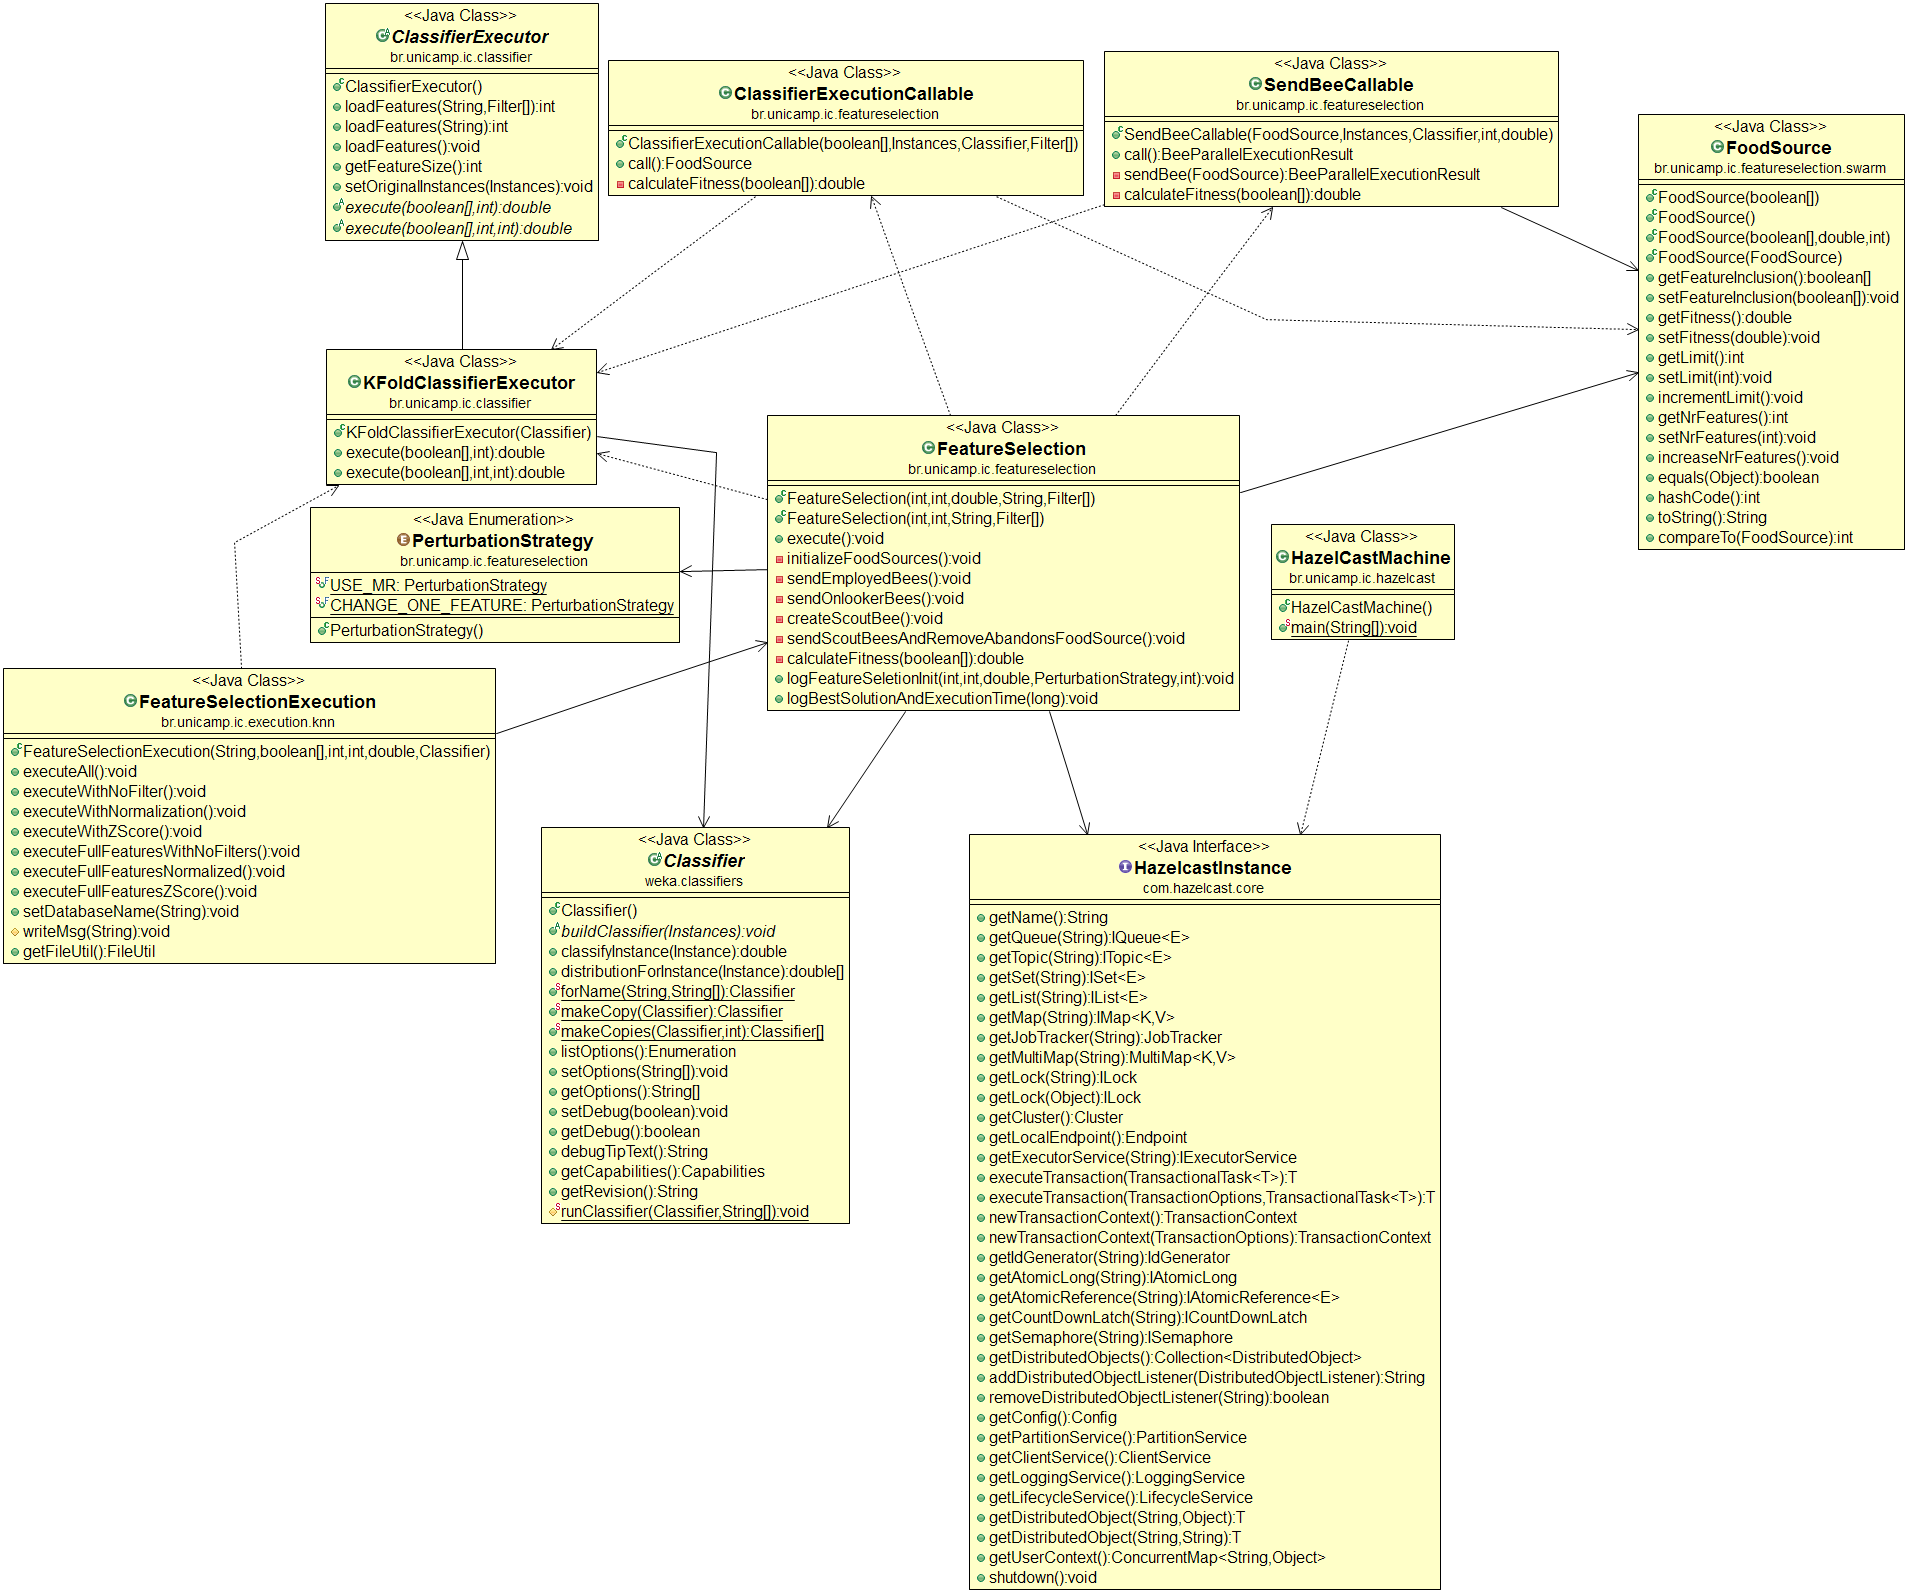 <<Java Class>>
ClassifierExecutor
br.unicamp.ic.classifier
ClassifierExecutor()
loadFeatures(String,Filter[]):int
loadFeatures(String):int
loadFeatures():void
getFeatureSize():int
setOriginalInstances(Instances):void
execute(boolean[],int):double
execute(boolean[],int,int):double
<<Java Class>>
ClassifierExecutionCallable
br.unicamp.ic.featureselection
ClassifierExecutionCallable(boolean[],Instances,Classifier,Filter[])
call():FoodSource
calculateFitness(boolean[]):double
<<Java Class>>
SendBeeCallable
br.unicamp.ic.featureselection
SendBeeCallable(FoodSource,Instances,Classifier,int,double)
call():BeeParallelExecutionResult
sendBee(FoodSource):BeeParallelExecutionResult
calculateFitness(boolean[]):double
<<Java Class>>
FoodSource
br.unicamp.ic.featureselection.swarm
FoodSource(boolean[])
FoodSource()
FoodSource(boolean[],double,int)
FoodSource(FoodSource)
getFeatureInclusion():boolean[]
setFeatureInclusion(boolean[]):void
getFitness():double
setFitness(double):void
getLimit():int
setLimit(int):void
incrementLimit():void
getNrFeatures():int
setNrFeatures(int):void
increaseNrFeatures():void
equals(Object):boolean
hashCode():int
toString():String
compareTo(FoodSource):int
<<Java Class>>
KFoldClassifierExecutor
br.unicamp.ic.classifier
KFoldClassifierExecutor(Classifier)
execute(boolean[],int):double
execute(boolean[],int,int):double
<<Java Class>>
FeatureSelection
br.unicamp.ic.featureselection
FeatureSelection(int,int,double,String,Filter[])
FeatureSelection(int,int,String,Filter[])
execute():void
initializeFoodSources():void
sendEmployedBees():void
sendOnlookerBees():void
createScoutBee():void
sendScoutBeesAndRemoveAbandonsFoodSource():void
calculateFitness(boolean[]):double
logFeatureSeletionInit(int,int,double,PerturbationStrategy,int):void
logBestSolutionAndExecutionTime(long):void
<<Java Enumeration>>
PerturbationStrategy
br.unicamp.ic.featureselection
USE_MR: PerturbationStrategy
CHANGE_ONE_FEATURE: PerturbationStrategy
PerturbationStrategy()
<<Java Class>>
HazelCastMachine
br.unicamp.ic.hazelcast
HazelCastMachine()
main(String[]):void
<<Java Class>>
FeatureSelectionExecution
br.unicamp.ic.execution.knn
FeatureSelectionExecution(String,boolean[],int,int,double,Classifier)
executeAll():void
executeWithNoFilter():void
executeWithNormalization():void
executeWithZScore():void
executeFullFeaturesWithNoFilters():void
executeFullFeaturesNormalized():void
executeFullFeaturesZScore():void
setDatabaseName(String):void
writeMsg(String):void
getFileUtil():FileUtil
<<Java Class>>
Classifier
weka.classifiers
Classifier()
buildClassifier(Instances):void
classifyInstance(Instance):double
distributionForInstance(Instance):double[]
forName(String,String[]):Classifier
makeCopy(Classifier):Classifier
makeCopies(Classifier,int):Classifier[]
listOptions():Enumeration
setOptions(String[]):void
getOptions():String[]
setDebug(boolean):void
getDebug():boolean
debugTipText():String
getCapabilities():Capabilities
getRevision():String
runClassifier(Classifier,String[]):void
<<Java Interface>>
HazelcastInstance
com.hazelcast.core
getName():String
getQueue(String):IQueue<E>
getTopic(String):ITopic<E>
getSet(String):ISet<E>
getList(String):IList<E>
getMap(String):IMap<K,V>
getJobTracker(String):JobTracker
getMultiMap(String):MultiMap<K,V>
getLock(String):ILock
getLock(Object):ILock
getCluster():Cluster
getLocalEndpoint():Endpoint
getExecutorService(String):IExecutorService
executeTransaction(TransactionalTask<T>):T
executeTransaction(TransactionOptions,TransactionalTask<T>):T
newTransactionContext():TransactionContext
newTransactionContext(TransactionOptions):TransactionContext
getIdGenerator(String):IdGenerator
getAtomicLong(String):IAtomicLong
getAtomicReference(String):IAtomicReference<E>
getCountDownLatch(String):ICountDownLatch
getSemaphore(String):ISemaphore
getDistributedObjects():Collection<DistributedObject>
addDistributedObjectListener(DistributedObjectListener):String
removeDistributedObjectListener(String):boolean
getConfig():Config
getPartitionService():PartitionService
getClientService():ClientService
getLoggingService():LoggingService
getLifecycleService():LifecycleService
getDistributedObject(String,Object):T
getDistributedObject(String,String):T
getUserContext():ConcurrentMap<String,Object>
shutdown():void